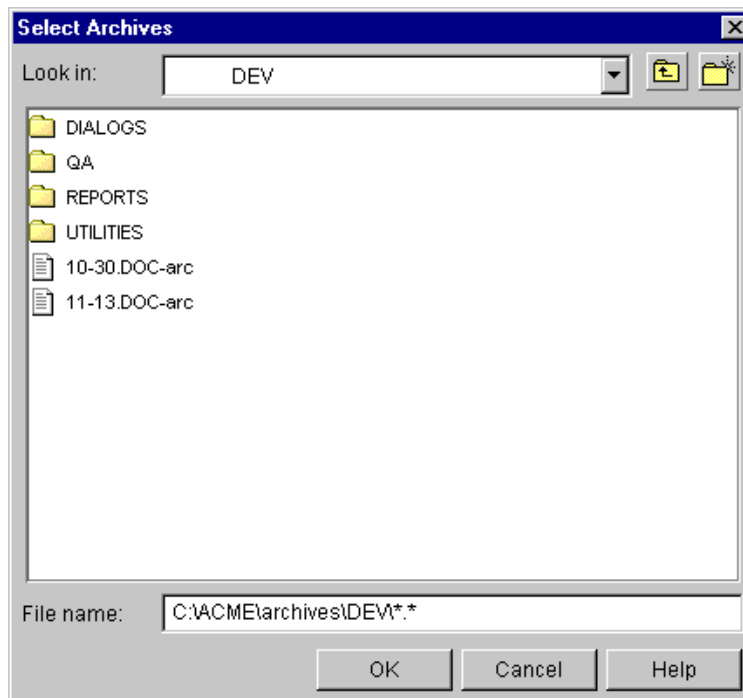 Select Archives
Look in: DEV
DIALOGS
QA
REPORTS
UTILITIES
10-30.DOC-arc
11-13.DOC-arc
File name: C:\ACME\archives\DEV\*.*
OK Cancel Help